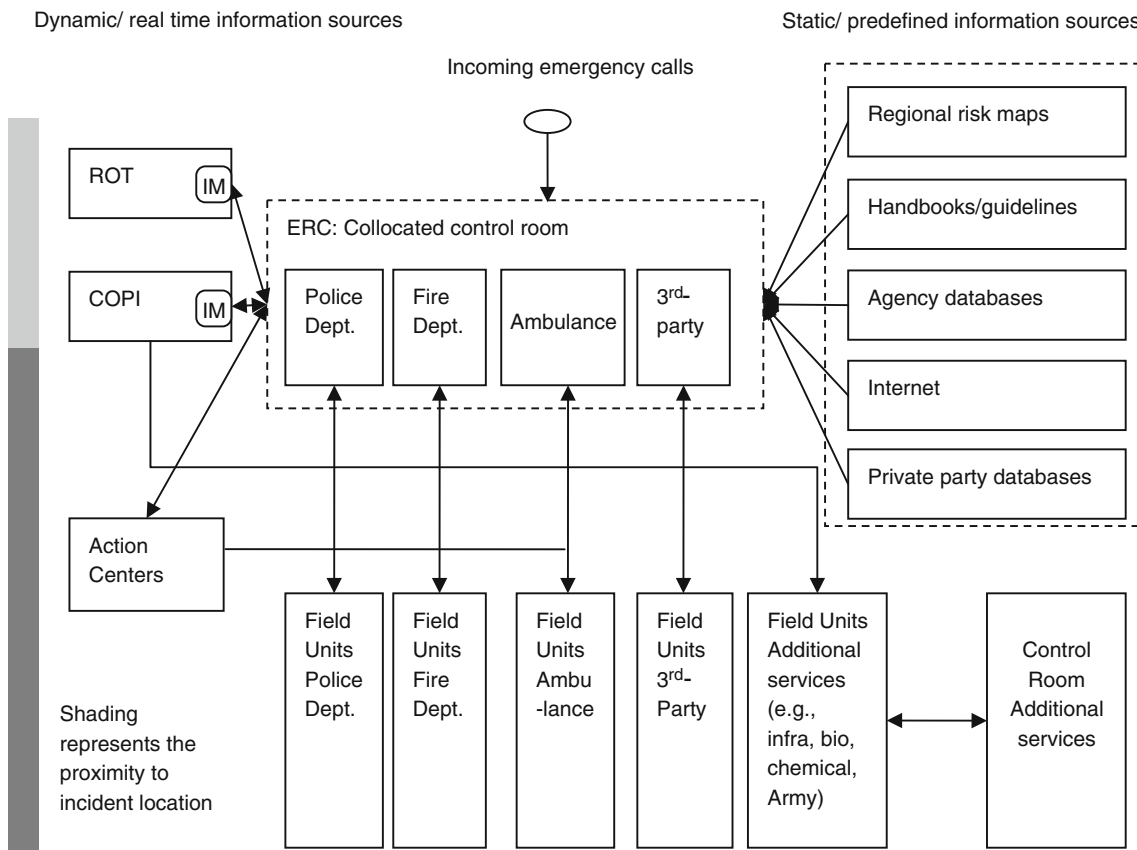 Dynamic/ real time information sources
Static/ predefined information sources
Incoming emergency calls
ROT
IM
COPI
IM
ERC: Collocated control room
Police
Dept.
Fire
Dept.
Ambulance
3rd-
party
Regional risk maps
Handbooks/guidelines
Agency databases
Internet
Private party databases
Action
Centers
Field
Units
Police
Dept.
Field
Units
Fire
Dept.
Field
Units
Ambu
-lance
Field
Units
3rd-
Party
Field Units
Additional
services
(e.g.,
infra, bio,
chemical,
Army)
Control
Room
Additional
services
Shading
represents the
proximity to
incident location